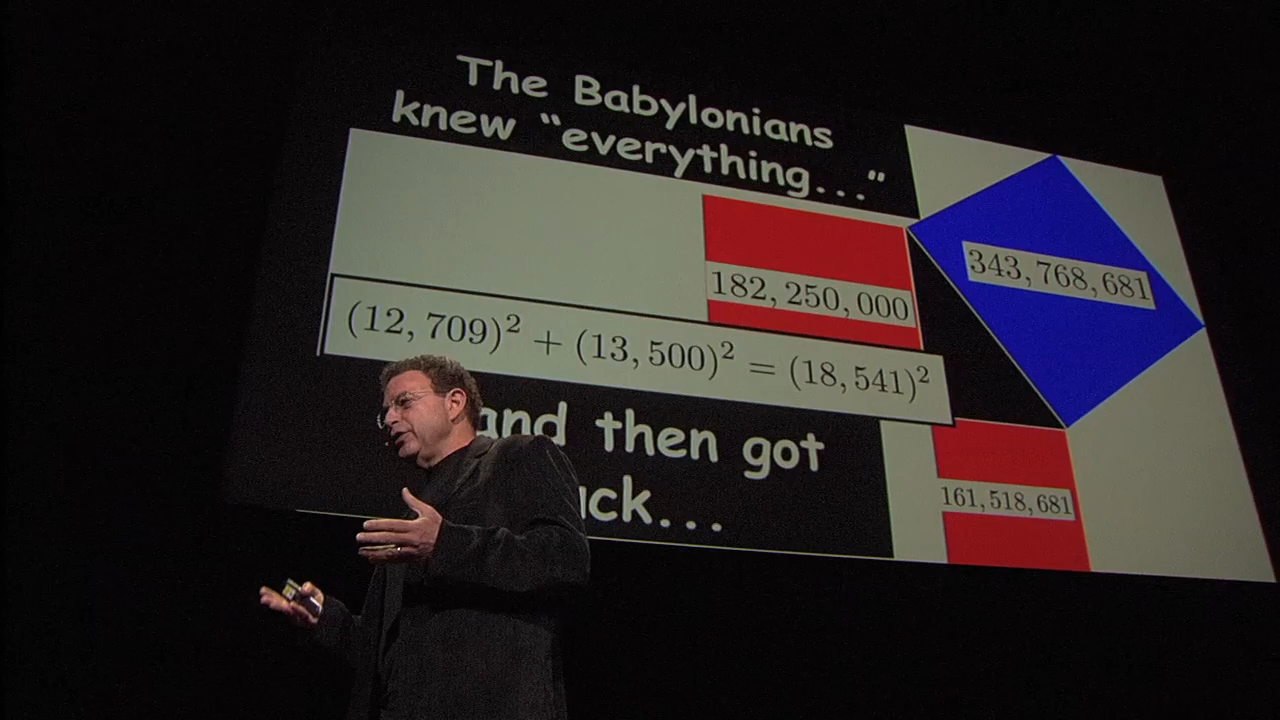 The Babylonians
knew “everything...”
343,768,681
182,250,000
(12,709)² + (13,500)² = (18,541)²
and then got
...
161,518,681